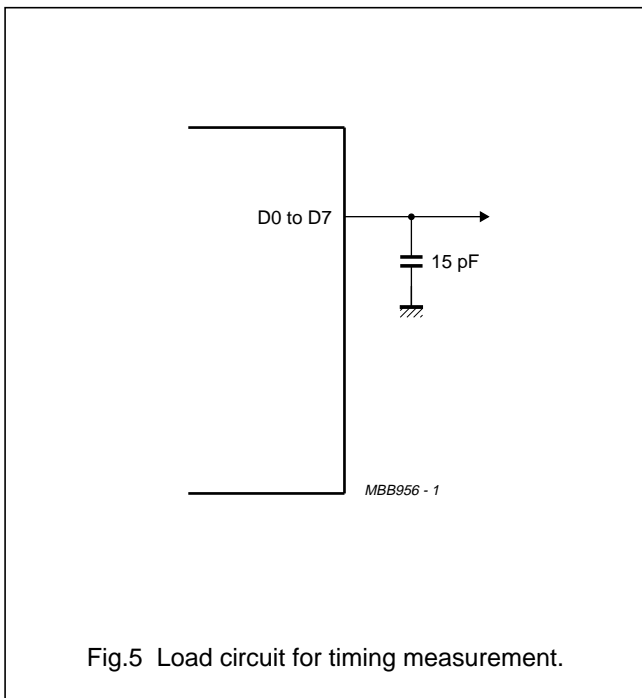 D0 to D7
15 pF
MBB956 - 1
Fig.5 Load circuit for timing measurement.